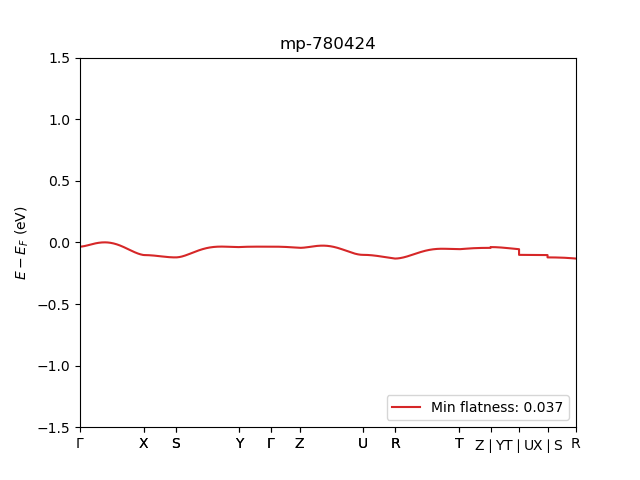 mp-780424
1.5
1.0
0.5
0.0
−0.5
−1.0
−1.5
E − E_F (eV)
Min flatness: 0.037
Γ X S Y Γ Z U R T Z | Y T | U X | S R